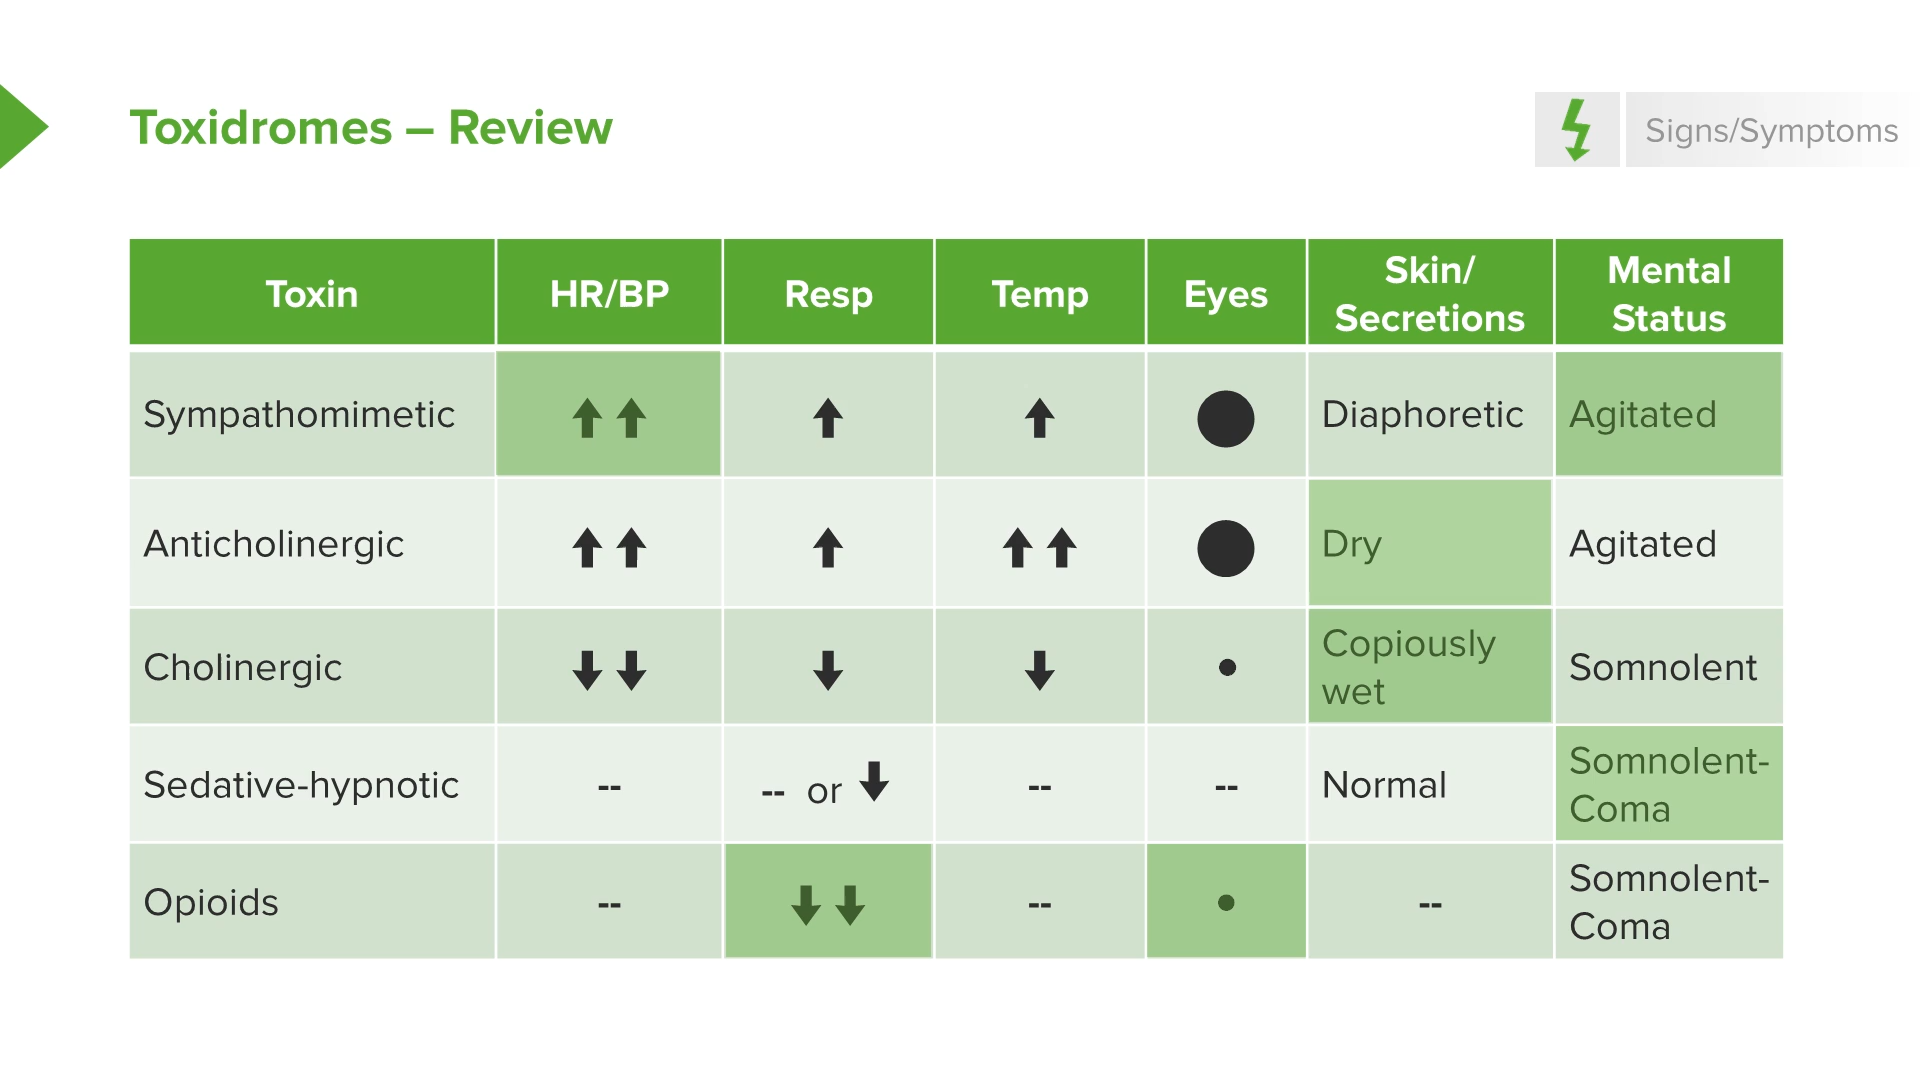 Toxidromes – Review
Signs/Symptoms
Toxin
HR/BP
Resp
Temp
Eyes
Skin/
Secretions
Mental
Status
Sympathomimetic
Diaphoretic
Agitated
Anticholinergic
Dry
Agitated
Cholinergic
Copiously
wet
Somnolent
Sedative-hypnotic
--
-- or
--
--
Normal
Somnolent-
Coma
Opioids
--
--
--
Somnolent-
Coma